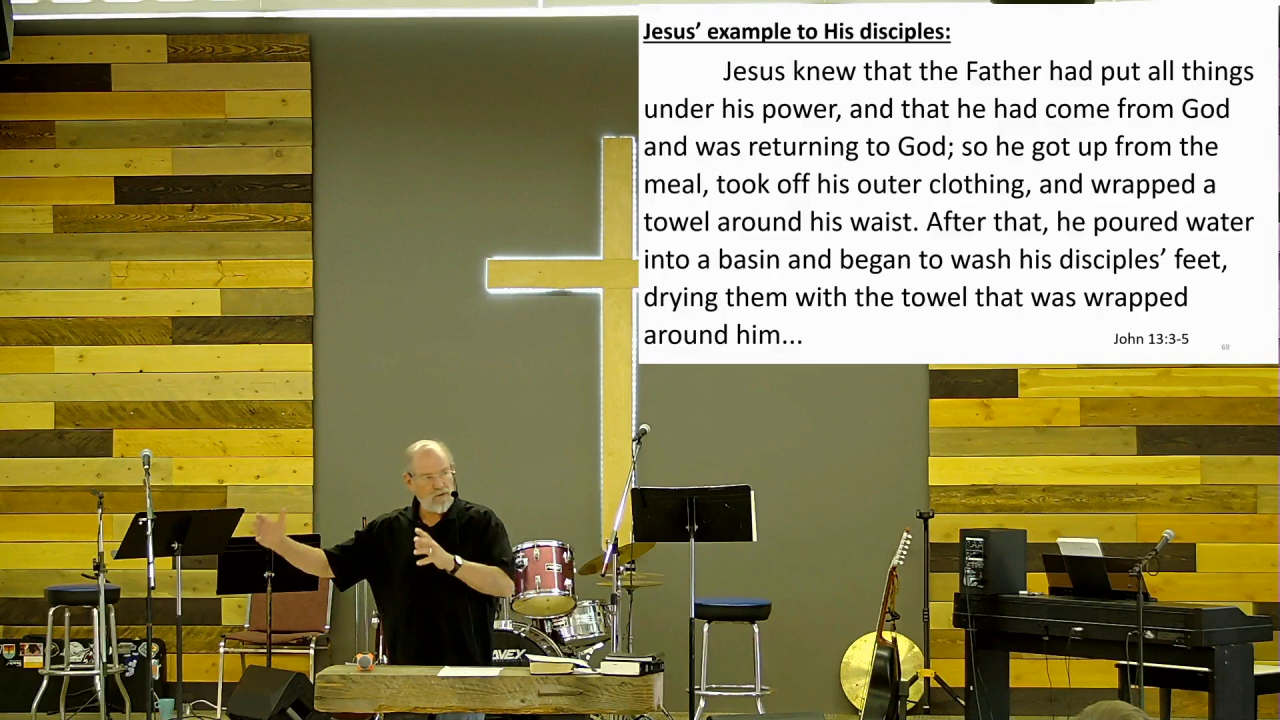 Jesus’ example to His disciples:
Jesus knew that the Father had put all things
under his power, and that he had come from God
and was returning to God; so he got up from the
meal, took off his outer clothing, and wrapped a
towel around his waist. After that, he poured water
into a basin and began to wash his disciples’ feet,
drying them with the towel that was wrapped
around him...
John 13:3-5
69